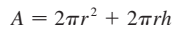 A = 2πr² + 2πrh